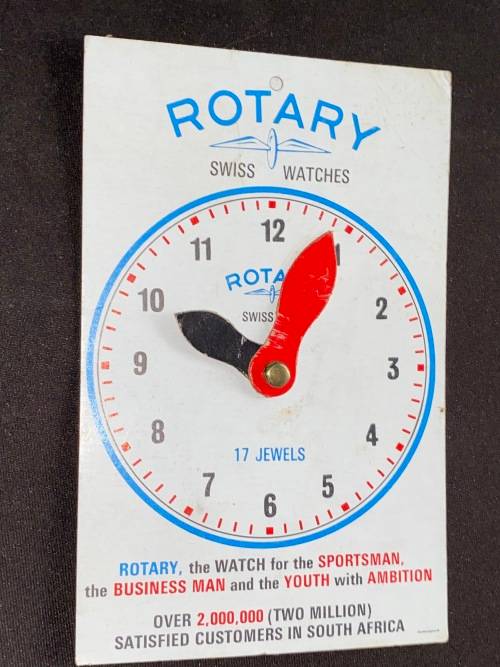 ROTARY
SWISS WATCHES
12
11
1
ROTA
10
2
SWISS
9
3
8
4
17 JEWELS
7
5
6
ROTARY, the WATCH for the SPORTSMAN,
the BUSINESS MAN and the YOUTH with AMBITION
OVER 2,000,000 (TWO MILLION)
SATISFIED CUSTOMERS IN SOUTH AFRICA